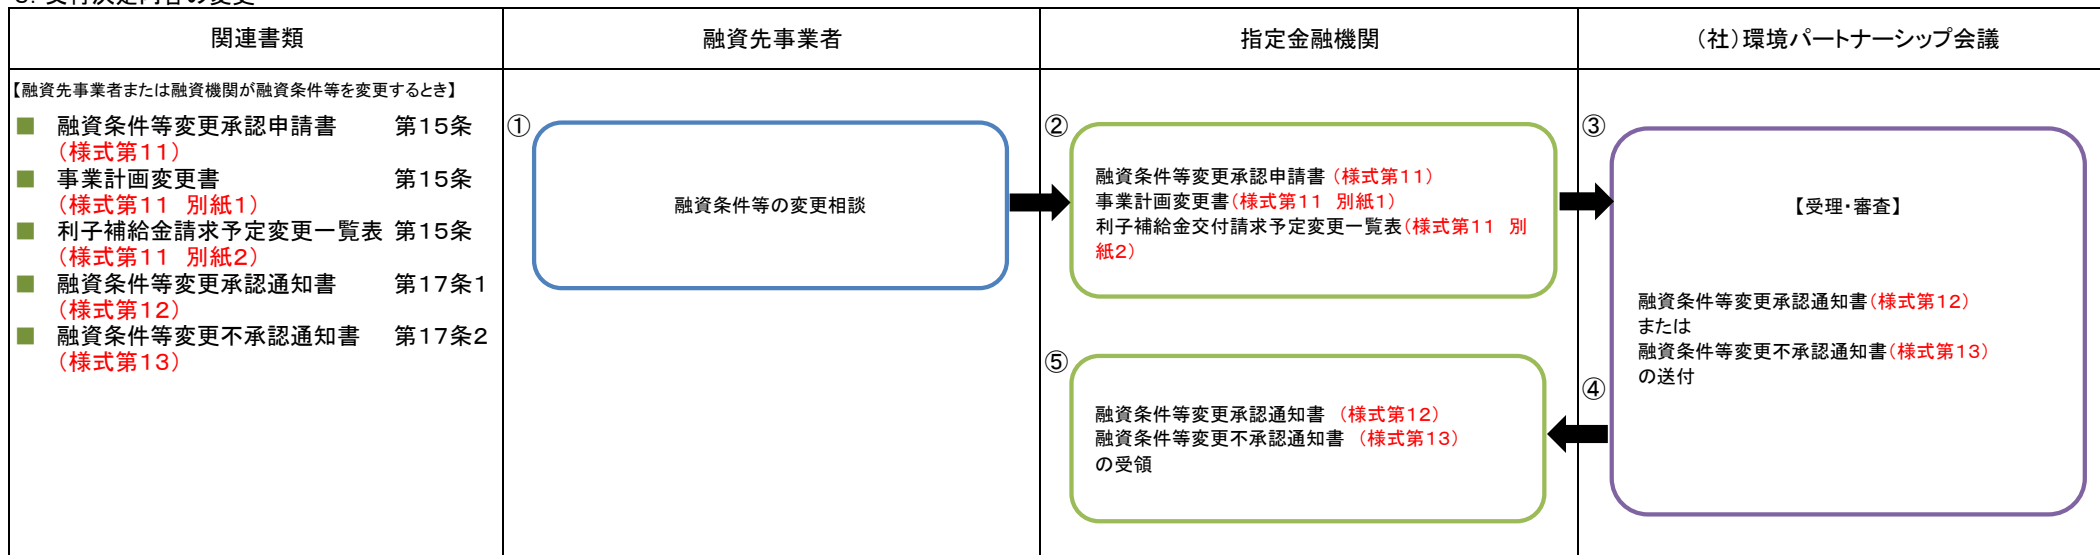 関連書類
融資先事業者
指定金融機関
（社）環境パートナーシップ会議
【融資先事業者または融資機関が融資条件等を変更するとき】
■ 融資条件等変更承認申請書 第１５条
（様式第１１）
■ 事業計画変更書 第１５条
（様式第１１ 別紙１）
■ 利子補給金請求予定変更一覧表 第１５条
（様式第１１ 別紙２）
■ 融資条件等変更承認通知書 第１７条１
（様式第１２）
■ 融資条件等変更不承認通知書 第１７条２
（様式第１３）
①
融資条件等の変更相談
②
融資条件等変更承認申請書（様式第１１）
事業計画変更書（様式第１１ 別紙１）
利子補給金交付請求予定変更一覧表（様式第１１ 別
紙２）
③
【受理・審査】
融資条件等変更承認通知書（様式第１２）
または
融資条件等変更不承認通知書（様式第１３）
の送付
④
⑤
融資条件等変更承認通知書 （様式第１２）
融資条件等変更不承認通知書 （様式第１３）
の受領